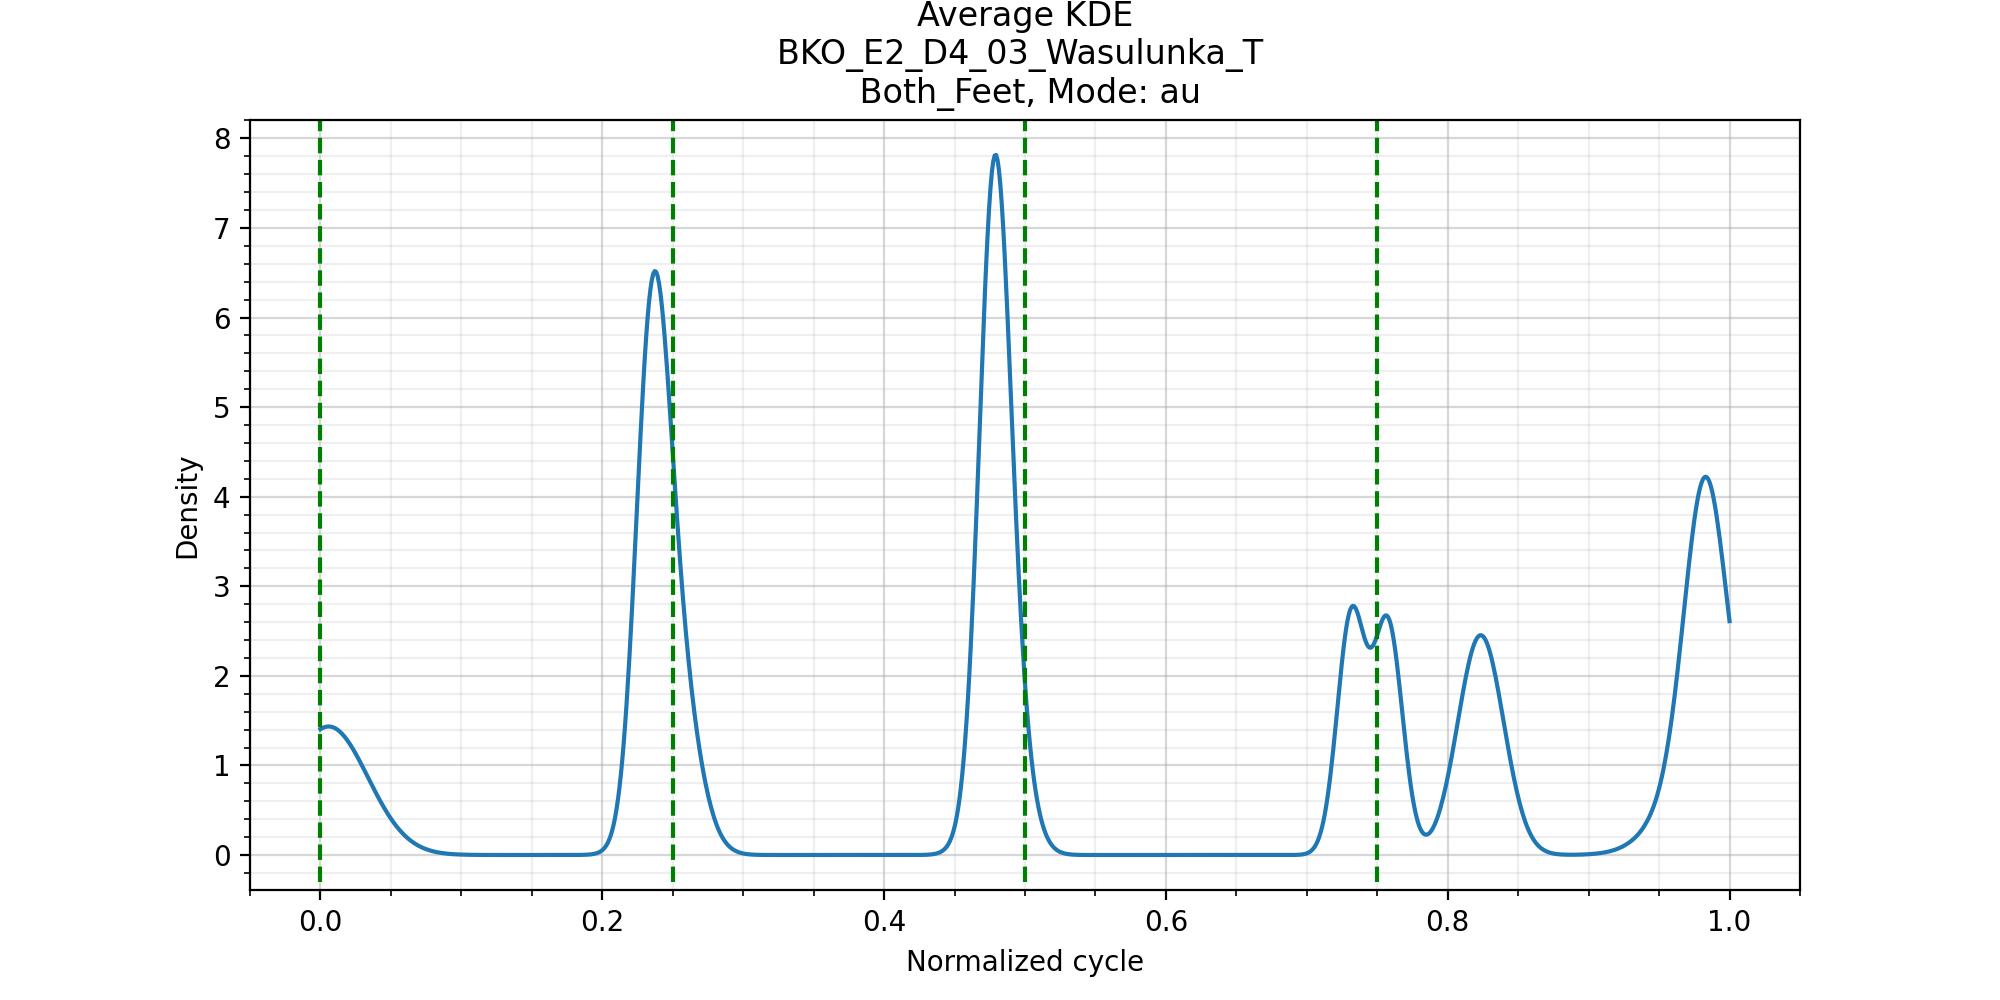 Average KDE
BKO_E2_D4_03_Wasulunka_T
Both_Feet, Mode: au
8
7
6
5
4
3
2
1
0
Density
0.0 0.2 0.4 0.6 0.8 1.0
Normalized cycle